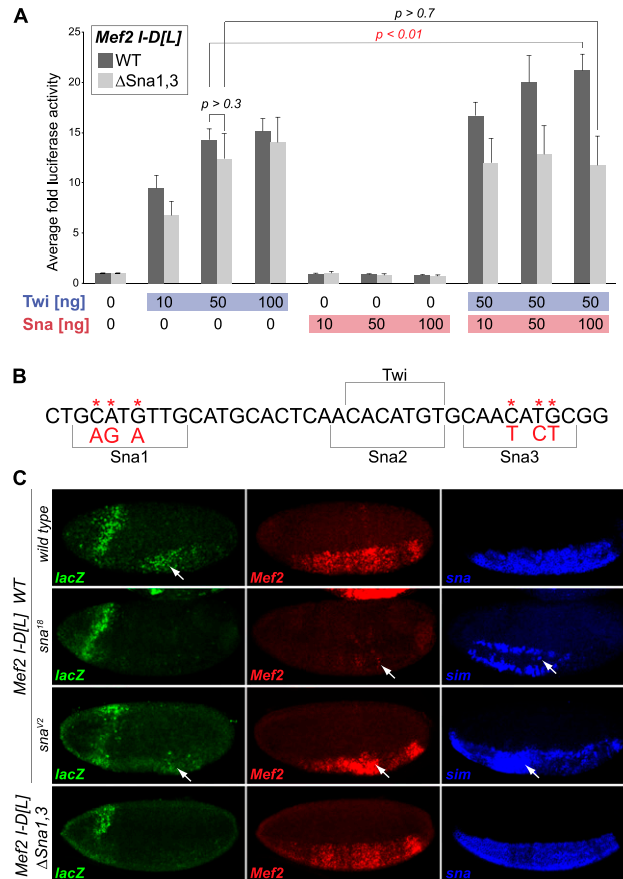 A
p > 0.7
Mef2 I-D[L]
WT
ΔSna1,3
p < 0.01
p > 0.3
Average fold luciferase activity
25
20
15
10
5
0
Twi [ng] 0 10 50 100 0 0 0 50 50 50
Sna [ng] 0 0 0 0 10 50 100 10 50 100
B
Twi
* * * * * *
CTGCATGTTGCATGCACTCAACACATGTGCAACATGCGG
AG A T CT
Sna1 Sna2 Sna3
C
Mef2 I-D[L] WT
wild type
lacZ Mef2 sna
sna18
lacZ Mef2 sim
snaV2
lacZ Mef2 sim
Mef2 I-D[L]
ΔSna1,3
lacZ Mef2 sna